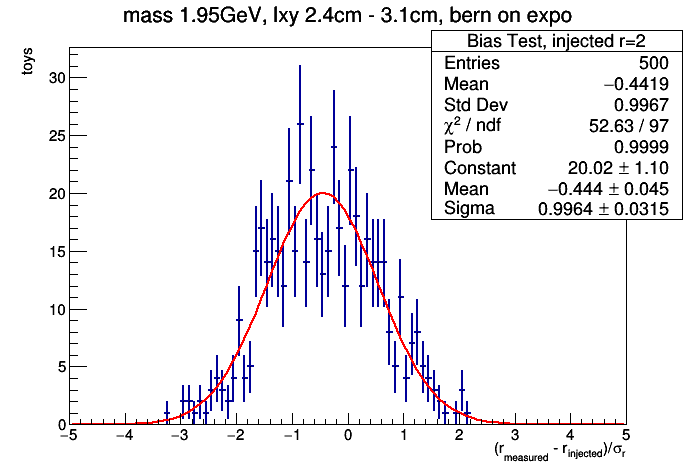 mass 1.95GeV, lxy 2.4cm - 3.1cm, bern on expo
Bias Test, injected r=2
Entries 500
Mean −0.4419
Std Dev 0.9967
χ² / ndf 52.63 / 97
Prob 0.9999
Constant 20.02 ± 1.10
Mean −0.444 ± 0.045
Sigma 0.9964 ± 0.0315
toys
30
25
20
15
10
5
0
−5 −4 −3 −2 −1 0 1 2 3 4 5
(r_measured - r_injected)/σ_r